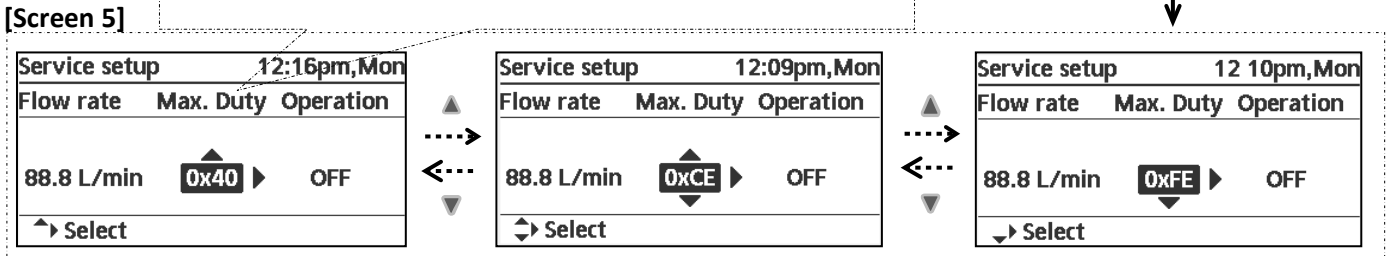 [Screen 5]
Service setup 12:16pm,Mon
Flow rate Max. Duty Operation
88.8 L/min 0x 40 OFF
Select
Service setup 12:09pm,Mon
Flow rate Max. Duty Operation
88.8 L/min 0xCE OFF
Select
Service setup 12 10pm,Mon
Flow rate Max. Duty Operation
88.8 L/min 0xFE OFF
Select